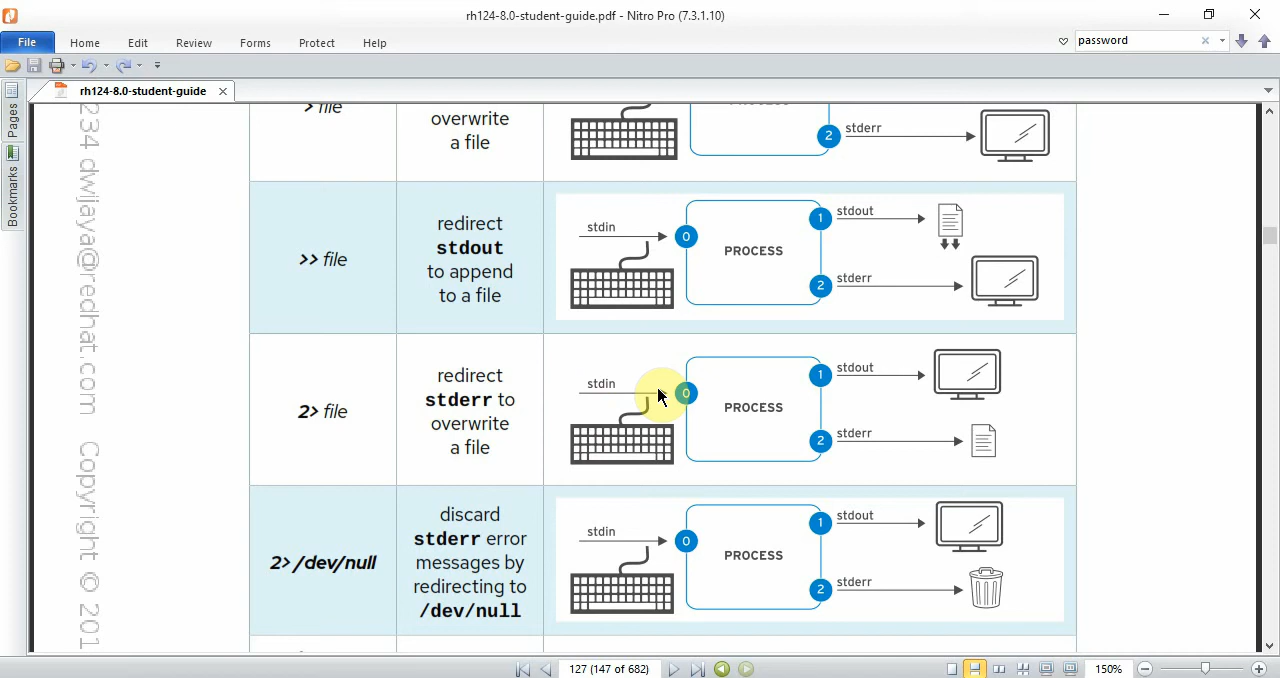 rh124-8.0-student-guide.pdf - Nitro Pro (7.3.1.10)
File Home Edit Review Forms Protect Help
password
rh124-8.0-student-guide
Pages
Bookmarks
234 dwijaya@redhat.com Copyright © 201
> file
overwrite
a file
2 stderr
>> file
redirect
stdout
to append
to a file
stdin
0
PROCESS
1 stdout
2 stderr
2> file
redirect
stderr to
overwrite
a file
stdin
0
PROCESS
1 stdout
2 stderr
2>/dev/null
discard
stderr error
messages by
redirecting to
/dev/null
stdin
0
PROCESS
1 stdout
2 stderr
127 (147 of 682)
150%